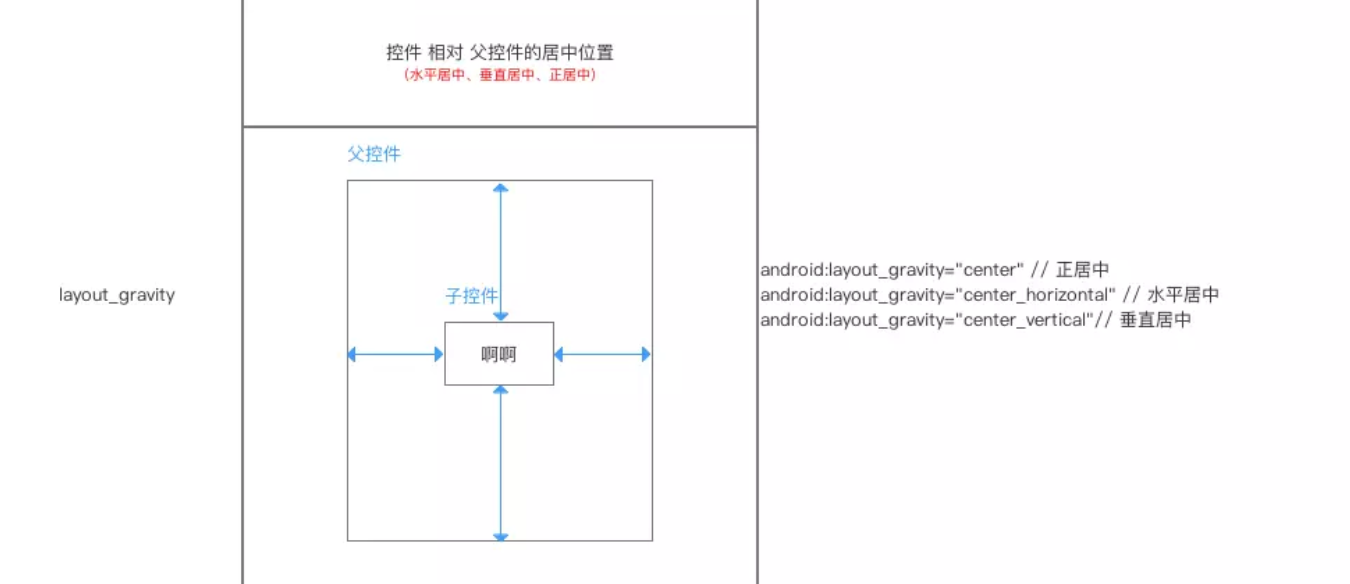 控件 相对 父控件的居中位置
(水平居中、垂直居中、正居中)
layout_gravity
父控件
子控件
啊啊
android:layout_gravity="center" // 正居中
android:layout_gravity="center_horizontal" // 水平居中
android:layout_gravity="center_vertical"// 垂直居中